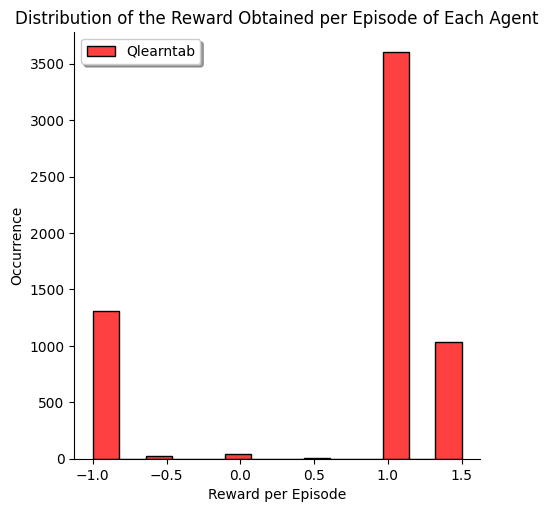 Distribution of the Reward Obtained per Episode of Each Agent
Qlearntab
3500
3000
2500
2000
1500
1000
500
0
Occurrence
−1.0 −0.5 0.0 0.5 1.0 1.5
Reward per Episode